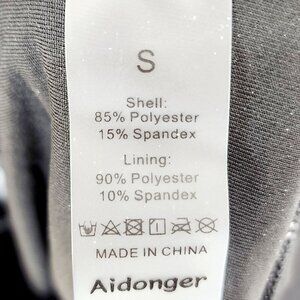 S
Shell:
85% Polyester
15% Spandex
Lining:
90% Polyester
10% Spandex
MADE IN CHINA
Aidonger